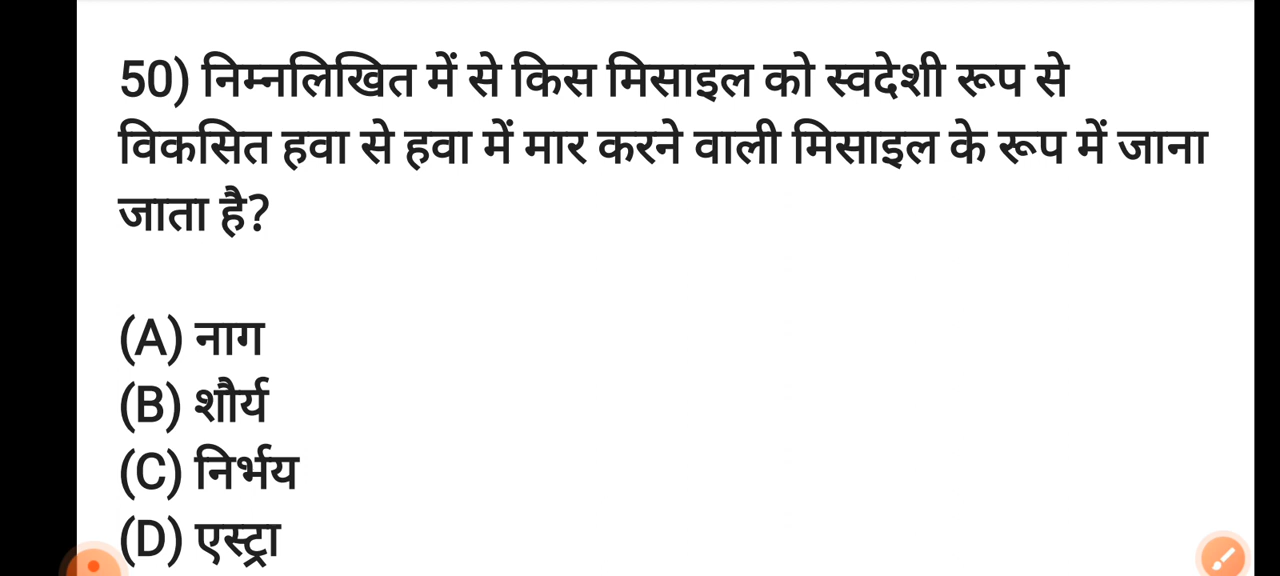 50) निम्नलिखित में से किस मिसाइल को स्वदेशी रूप से
विकसित हवा से हवा में मार करने वाली मिसाइल के रूप में जाना
जाता है?
(A) नाग
(B) शौर्य
(C) निर्भय
(D) एस्ट्रा